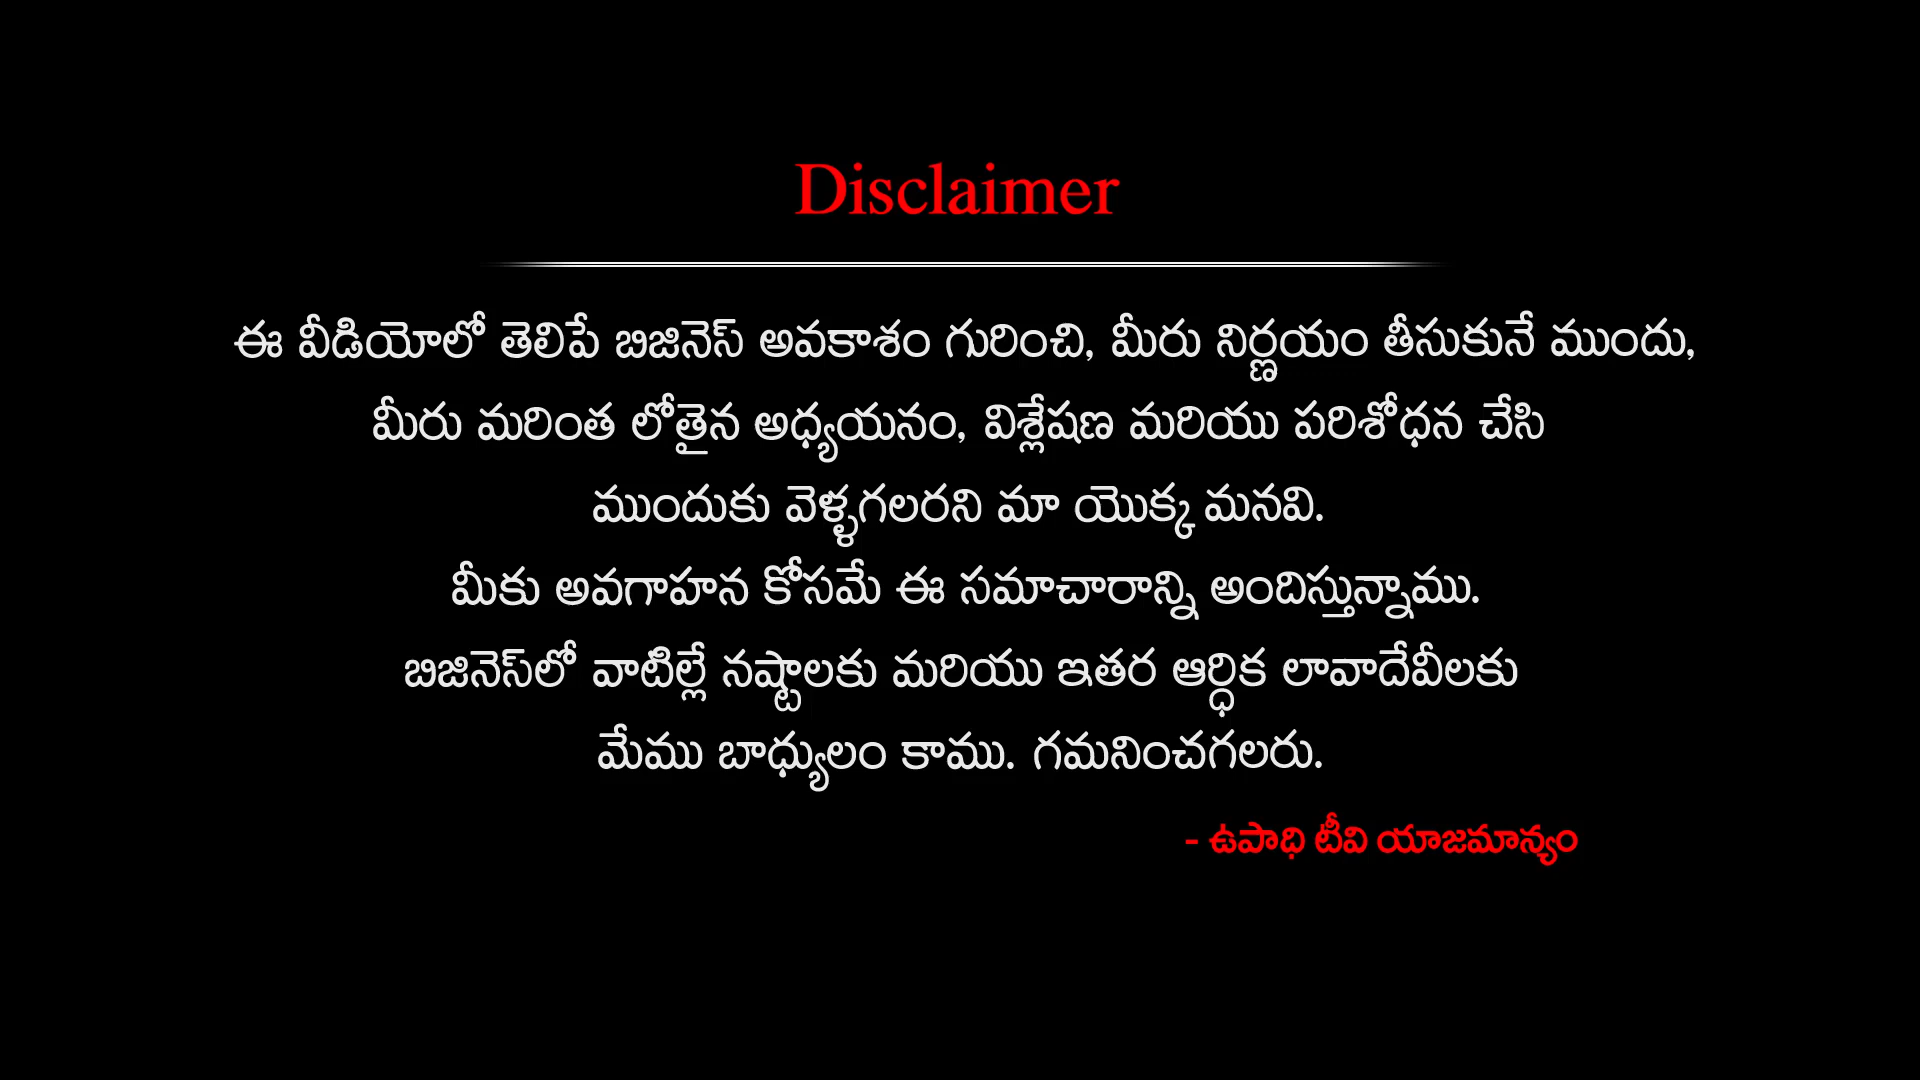 Disclaimer
ఈ వీడియోలో తెలిపే బిజినెస్ అవకాశం గురించి, మీరు నిర్ణయం తీసుకునే ముందు,
మీరు మరింత లోతైన అధ్యయనం, విశ్లేషణ మరియు పరిశోధన చేసి
ముందుకు వెళ్ళగలరని మా యొక్క మనవి.
మీకు అవగాహన కోసమే ఈ సమాచారాన్ని అందిస్తున్నాము.
బిజినెస్‌లో వాటిల్లే నష్టాలకు మరియు ఇతర ఆర్ధిక లావాదేవీలకు
మేము బాధ్యులం కాము. గమనించగలరు.
- ఉపాధి టీవి యాజమాన్యం